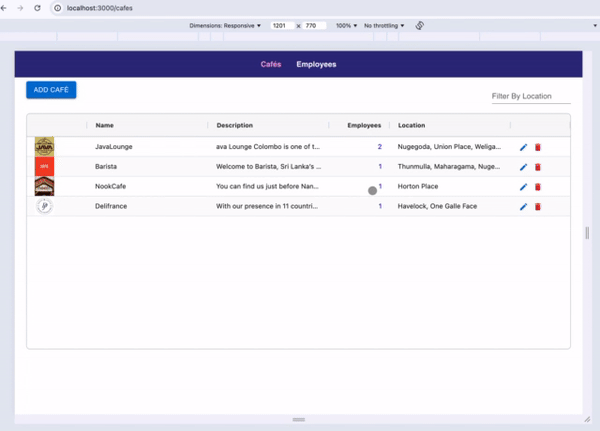 localhost:3000/cafes
Dimensions: Responsive 1201 x 770 100% No throttling
Cafés Employees
ADD CAFÉ
Filter By Location
Name Description Employees Location
JavaLounge ava Lounge Colombo is one of t... 2 Nugegoda, Union Place, Weliga...
Barista Welcome to Barista, Sri Lanka's ... 1 Thunmulla, Maharagama, Nuge...
NookCafe You can find us just before Nan... 1 Horton Place
Delifrance With our presence in 11 countri... 1 Havelock, One Galle Face